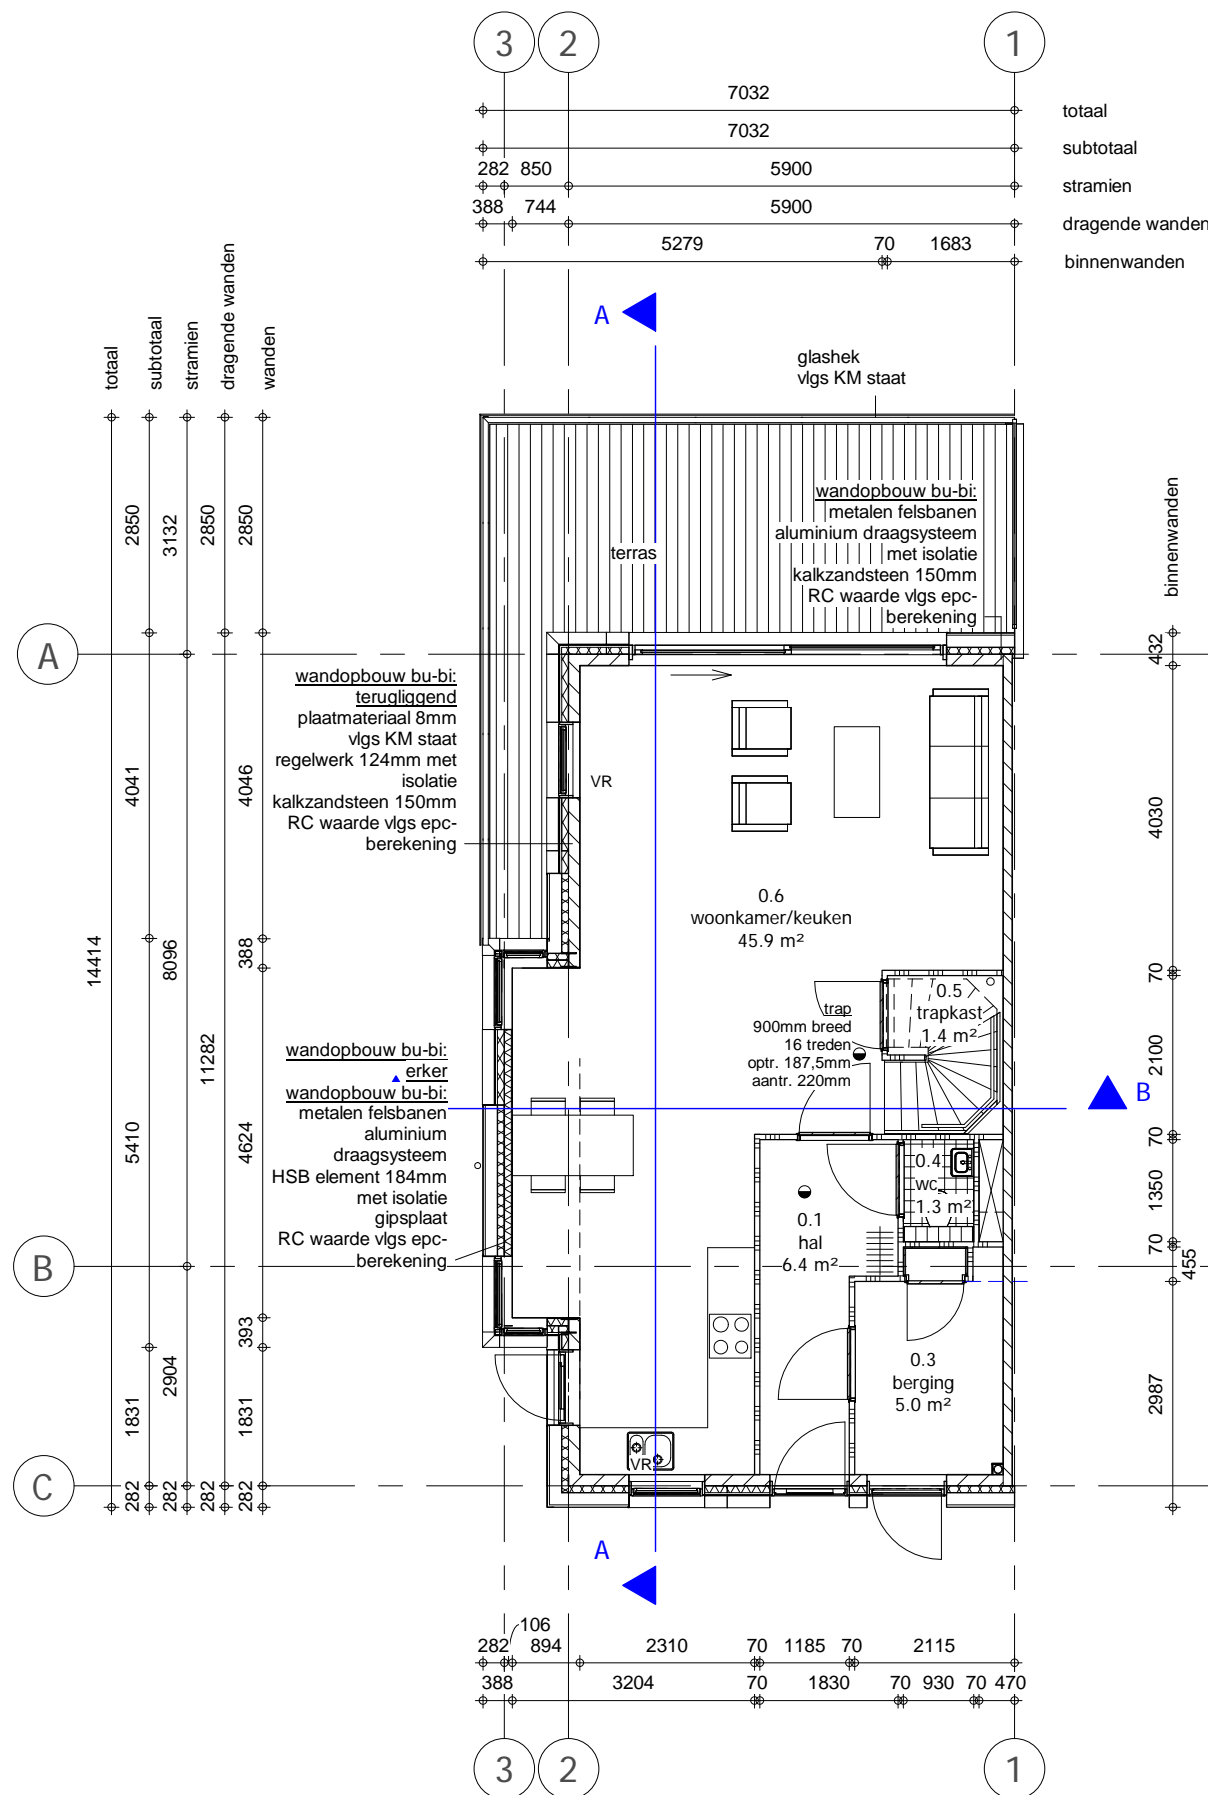 3 2 1
7032 totaal
7032 subtotaal
282 850 5900 stramien
388 744 5900 dragende wanden
5279 70 1683 binnenwanden
A
totaal
subtotaal
stramien
dragende wanden
wanden
glashek
vlgs KM staat
2850
3132
2850
2850
wandopbouw bu-bi:
metalen felsbanen
aluminium draagsysteem
met isolatie
kalkzandsteen 150mm
RC waarde vlgs epc-
berekening
terras
binnenwanden
A
432
wandopbouw bu-bi:
terugliggend
plaatmateriaal 8mm
vlgs KM staat
regelwerk 124mm met
isolatie
kalkzandsteen 150mm
RC waarde vlgs epc-
berekening
VR
4041
4046
4030
0.6
woonkamer/keuken
45.9 m²
14414
8096
388
70
0.5
trapkast
1.4 m²
trap
900mm breed
16 treden
optr. 187,5mm
aantr. 220mm
11282
2100
wandopbouw bu-bi:
erker
wandopbouw bu-bi:
metalen felsbanen
aluminium
draagsysteem
HSB element 184mm
met isolatie
gipsplaat
RC waarde vlgs epc-
berekening
B
5410
4624
70
0.4
wc
1.3 m²
1350
0.1
hal
6.4 m²
B
70
455
393
0.3
berging
5.0 m²
2904
1831
1831
2987
VR
C
282
282
282
282
A
106
282 894 2310 70 1185 70 2115
388 3204 70 1830 70 930 70 470
3 2 1